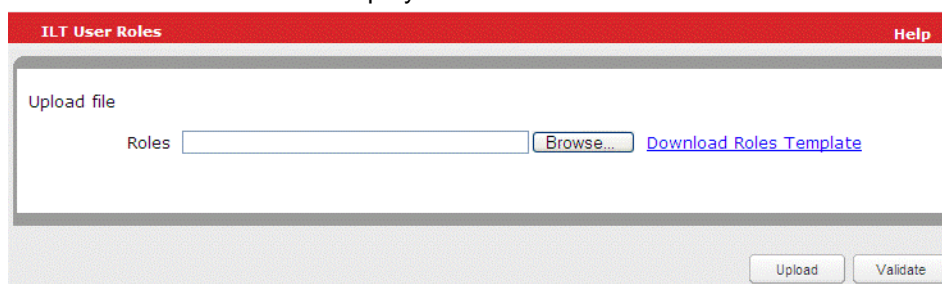 ILT User Roles Help
Upload file
Roles Browse... Download Roles Template
Upload Validate